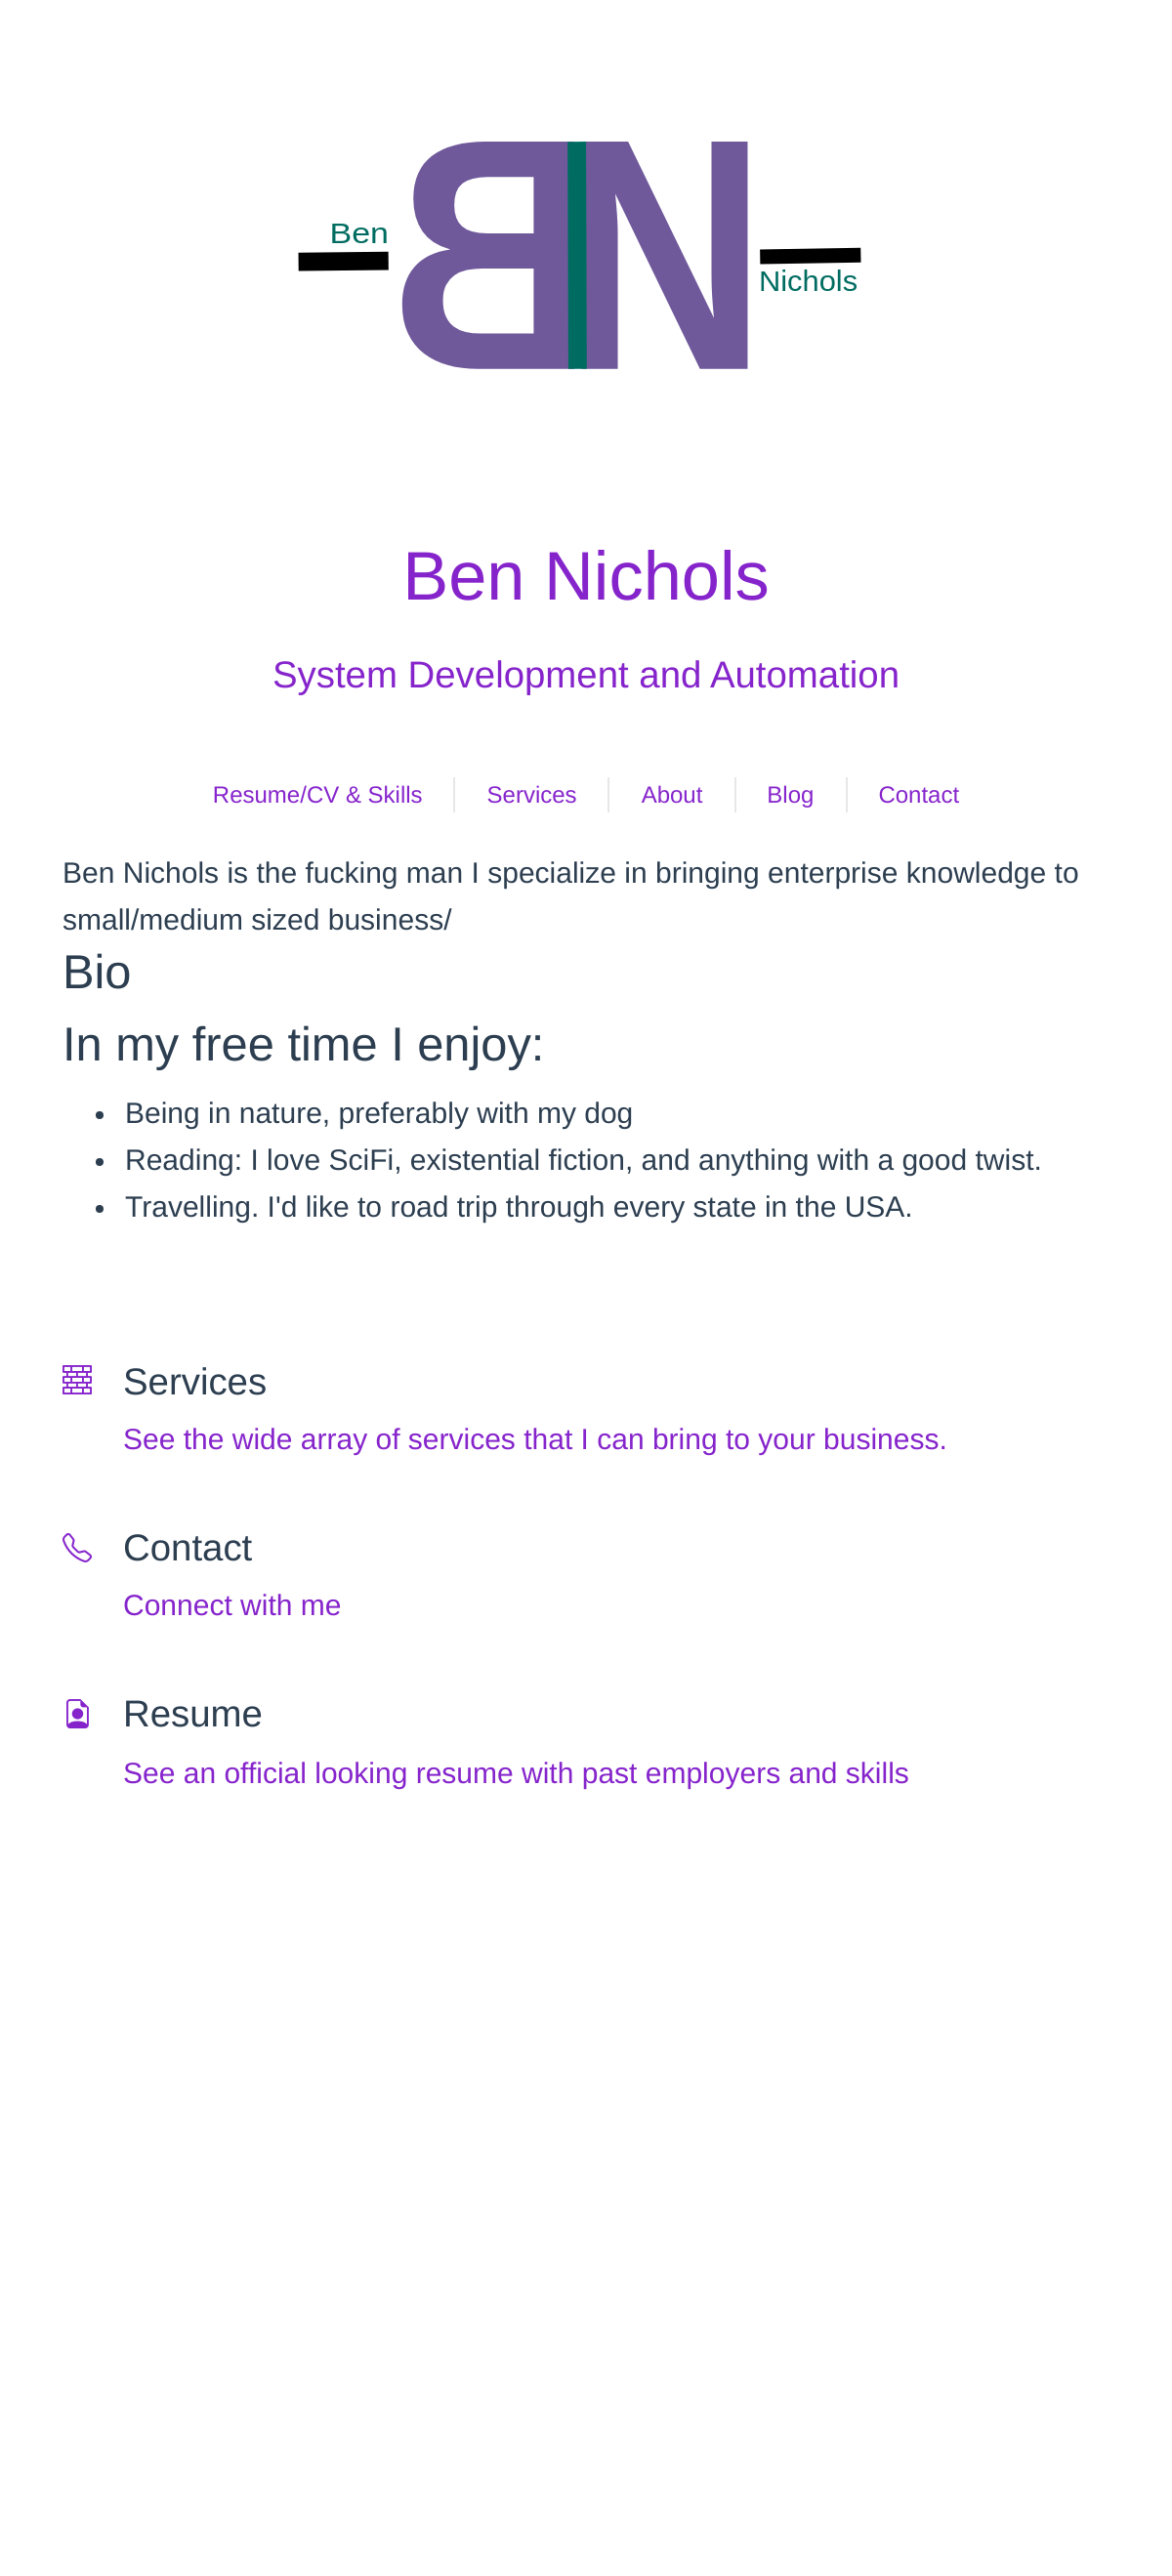 Ben
BN
Nichols
Ben Nichols
System Development and Automation
Resume/CV & Skills
Services
About
Blog
Contact
Ben Nichols is the fucking man I specialize in bringing enterprise knowledge to
small/medium sized business/
Bio
In my free time I enjoy:
Being in nature, preferably with my dog
Reading: I love SciFi, existential fiction, and anything with a good twist.
Travelling. I'd like to road trip through every state in the USA.
Services
See the wide array of services that I can bring to your business.
Contact
Connect with me
Resume
See an official looking resume with past employers and skills